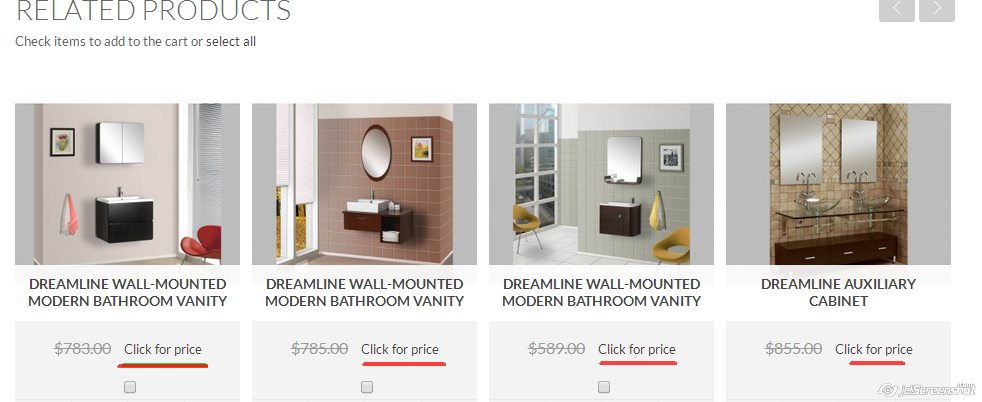 RELATED PRODUCTS
Check items to add to the cart or select all
DREAMLINE WALL-MOUNTED
MODERN BATHROOM VANITY
DREAMLINE WALL-MOUNTED
MODERN BATHROOM VANITY
DREAMLINE WALL-MOUNTED
MODERN BATHROOM VANITY
DREAMLINE AUXILIARY
CABINET
$783.00 Click for price
$785.00 Click for price
$589.00 Click for price
$855.00 Click for price
jetScreenshot